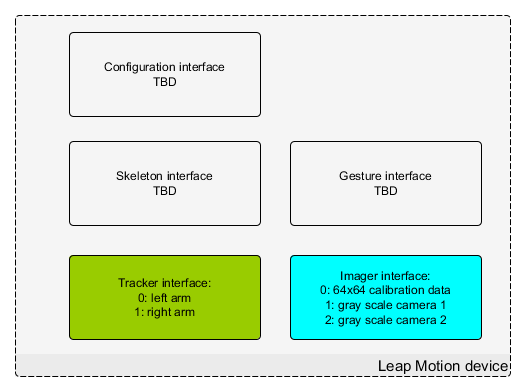 Configuration interface
TBD
Skeleton interface
TBD
Gesture interface
TBD
Tracker interface:
0: left arm
1: right arm
Imager interface:
0: 64x64 calibration data
1: gray scale camera 1
2: gray scale camera 2
Leap Motion device